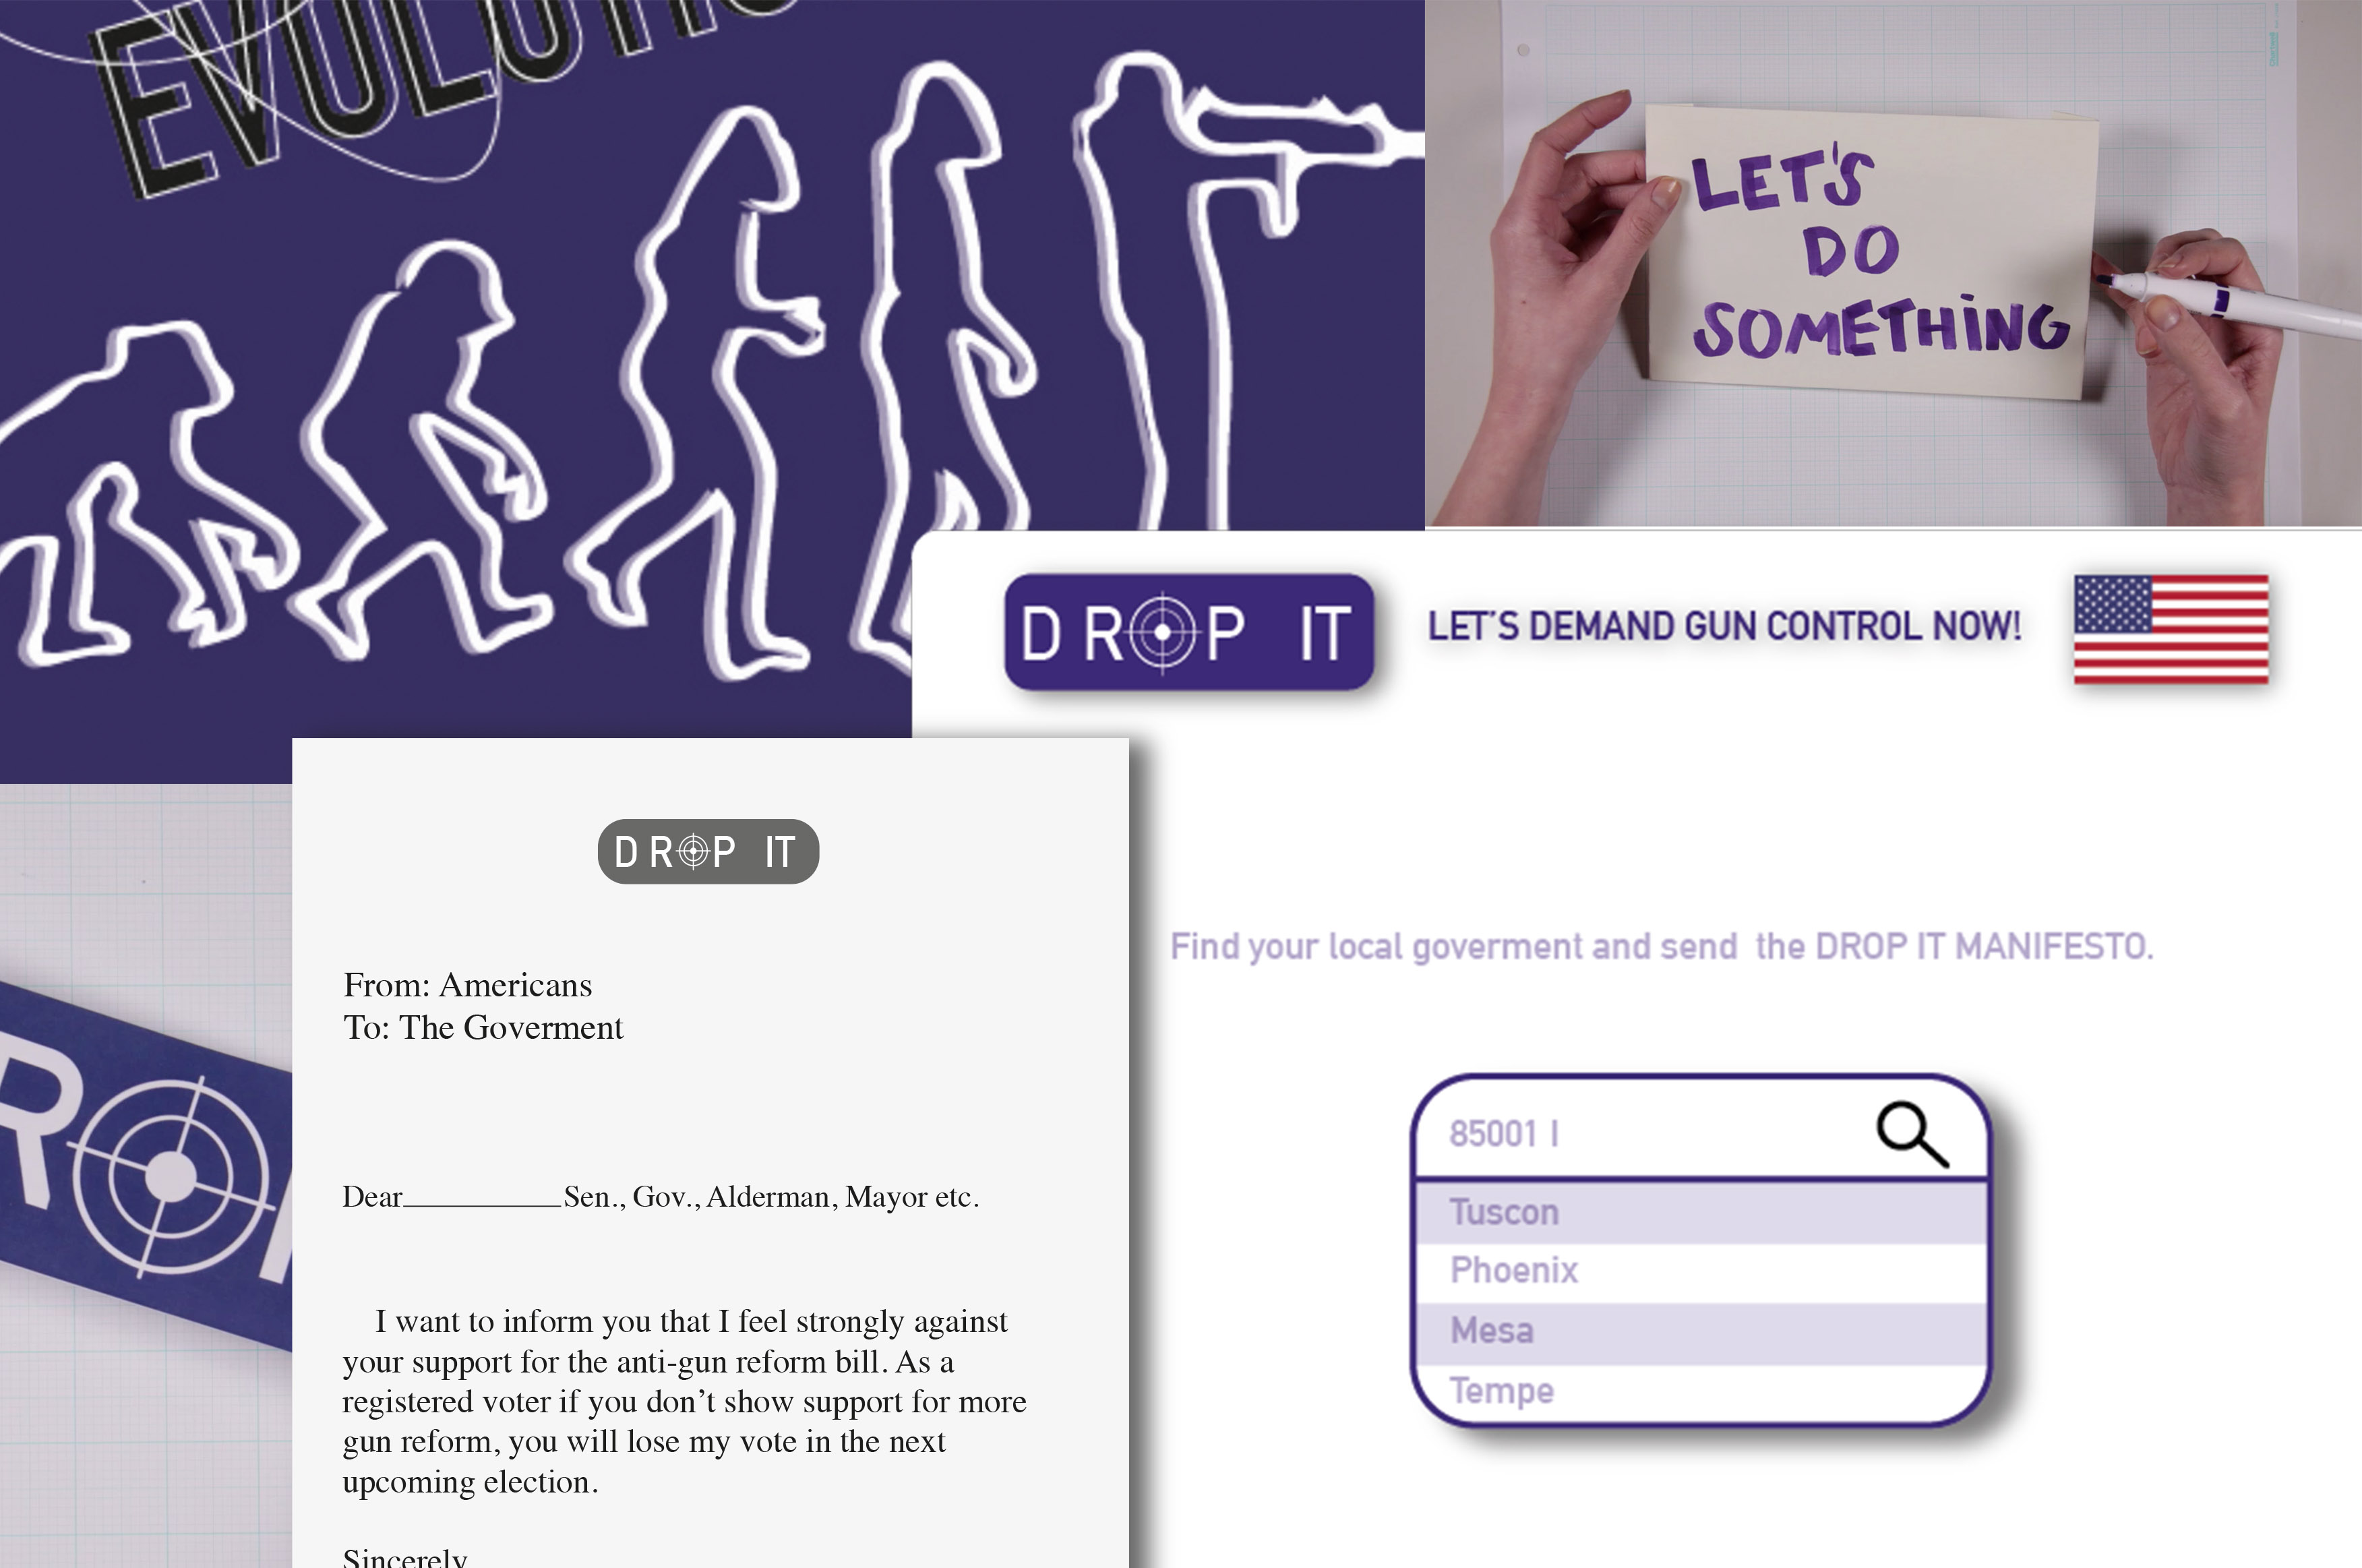 LET'S
DO
SOMETHING
DROP IT
LET'S DEMAND GUN CONTROL NOW!
DROP IT
From: Americans
To: The Goverment
Dear__________Sen., Gov., Alderman, Mayor etc.
I want to inform you that I feel strongly against
your support for the anti-gun reform bill. As a
registered voter if you don’t show support for more
gun reform, you will lose my vote in the next
upcoming election.
Sincerely
Find your local goverment and send the DROP IT MANIFESTO.
85001 |
Tuscon
Phoenix
Mesa
Tempe